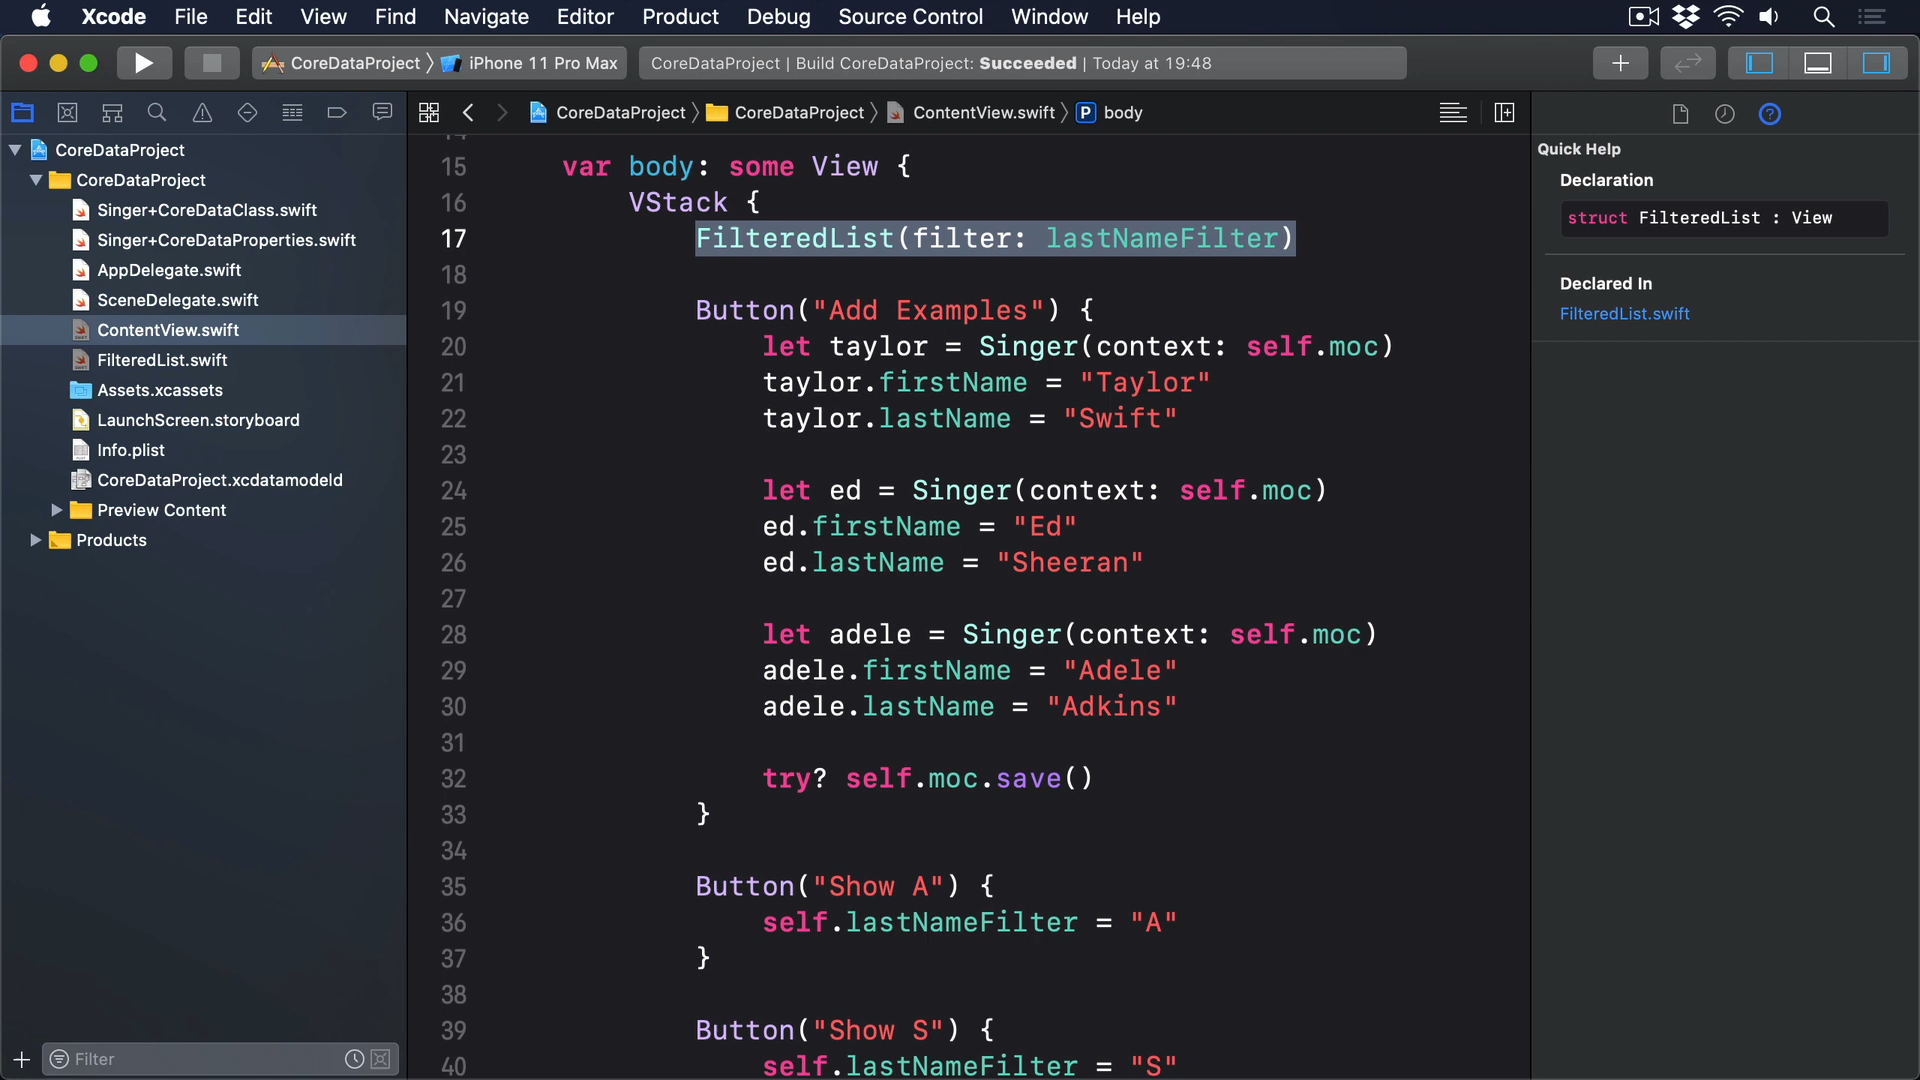 Xcode File Edit View Find Navigate Editor Product Debug Source Control Window Help
CoreDataProject iPhone 11 Pro Max
CoreDataProject | Build CoreDataProject: Succeeded | Today at 19:48
CoreDataProject
CoreDataProject
Singer+CoreDataClass.swift
Singer+CoreDataProperties.swift
AppDelegate.swift
SceneDelegate.swift
ContentView.swift
FilteredList.swift
Assets.xcassets
LaunchScreen.storyboard
Info.plist
CoreDataProject.xcdatamodeld
Preview Content
Products
Filter
CoreDataProject CoreDataProject ContentView.swift P body
15 var body: some View {
16 VStack {
17 FilteredList(filter: lastNameFilter)
18
19 Button("Add Examples") {
20 let taylor = Singer(context: self.moc)
21 taylor.firstName = "Taylor"
22 taylor.lastName = "Swift"
23
24 let ed = Singer(context: self.moc)
25 ed.firstName = "Ed"
26 ed.lastName = "Sheeran"
27
28 let adele = Singer(context: self.moc)
29 adele.firstName = "Adele"
30 adele.lastName = "Adkins"
31
32 try? self.moc.save()
33 }
34
35 Button("Show A") {
36 self.lastNameFilter = "A"
37 }
38
39 Button("Show S") {
40 self.lastNameFilter = "S"
Quick Help
Declaration
struct FilteredList : View
Declared In
FilteredList.swift